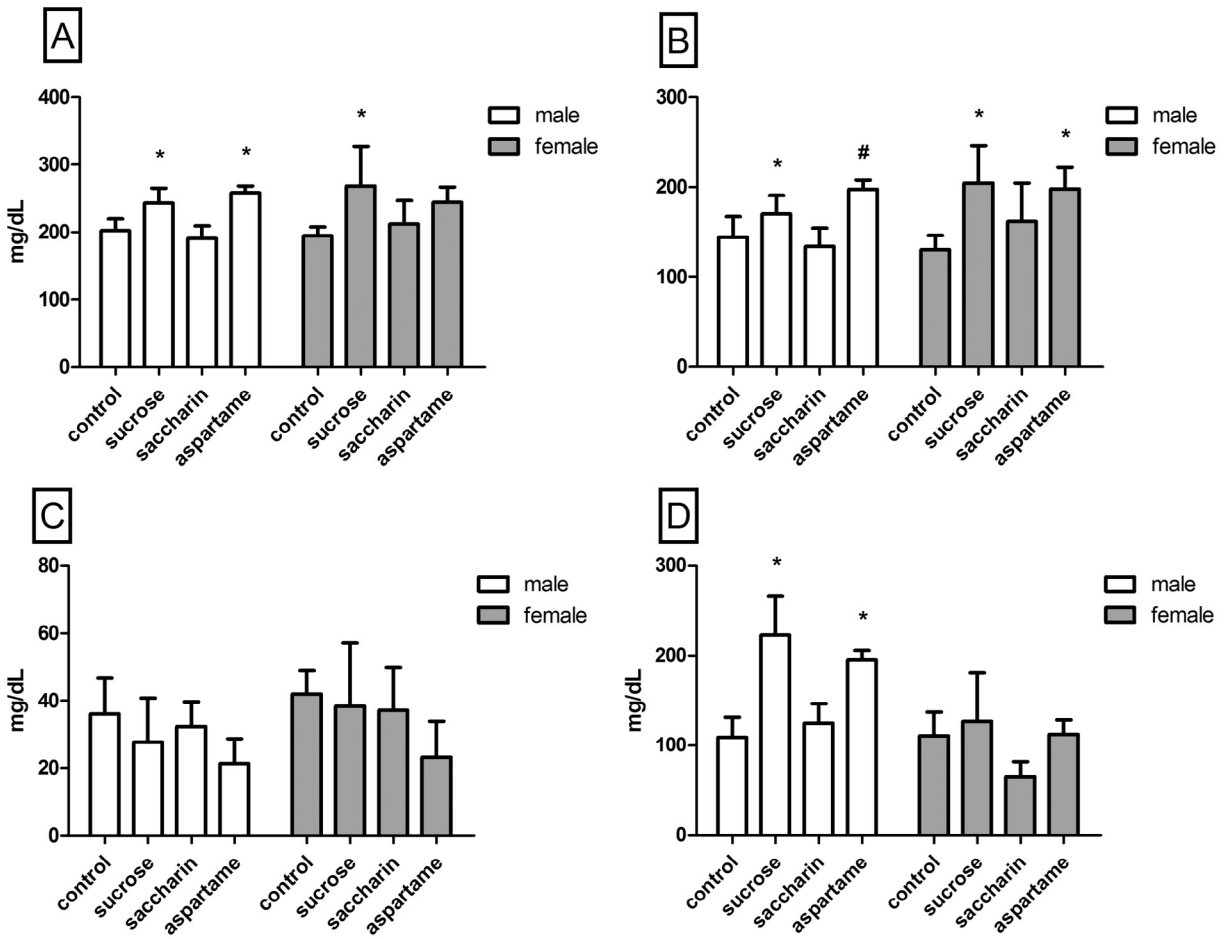 A
400
300
200
100
0
mg/dL
* * *
male
female
control sucrose saccharin aspartame control sucrose saccharin aspartame
B
300
200
100
0
mg/dL
* # * *
male
female
control sucrose saccharin aspartame control sucrose saccharin aspartame
C
80
60
40
20
0
mg/dL
male
female
control sucrose saccharin aspartame control sucrose saccharin aspartame
D
300
200
100
0
mg/dL
* *
male
female
control sucrose saccharin aspartame control sucrose saccharin aspartame